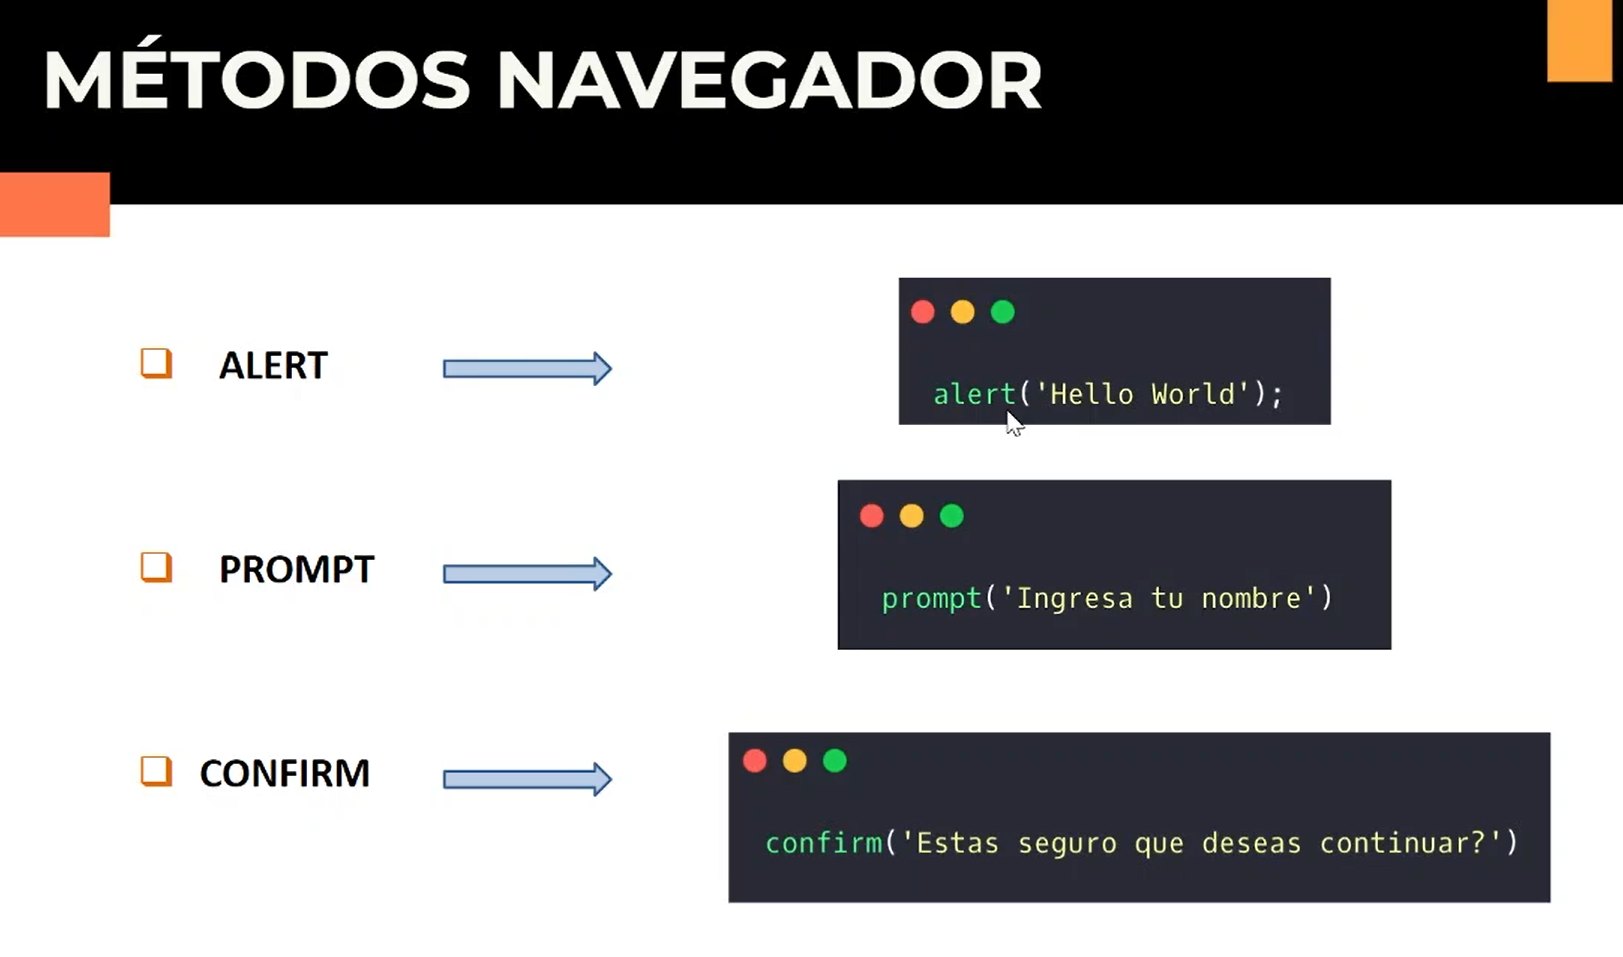 MÉTODOS NAVEGADOR
ALERT
alert('Hello World');
PROMPT
prompt('Ingresa tu nombre')
CONFIRM
confirm('Estas seguro que deseas continuar?')